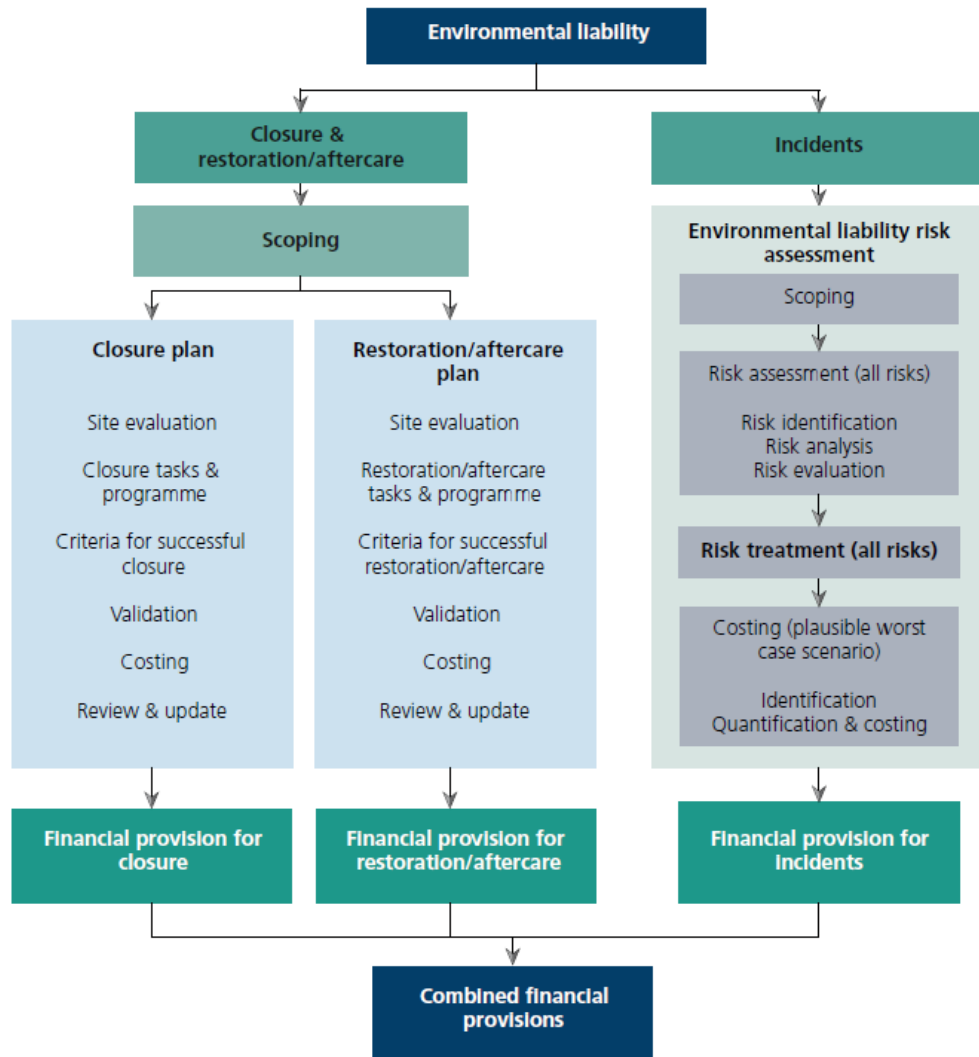 Environmental liability
Closure &
restoration/aftercare
Incidents
Scoping
Environmental liability risk
assessment
Scoping
Closure plan
Site evaluation
Closure tasks &
programme
Criteria for successful
closure
Validation
Costing
Review & update
Restoration/aftercare
plan
Site evaluation
Restoration/aftercare
tasks & programme
Criteria for successful
restoration/aftercare
Validation
Costing
Review & update
Risk assessment (all risks)
Risk identification
Risk analysis
Risk evaluation
Risk treatment (all risks)
Costing (plausible worst
case scenario)
Identification
Quantification & costing
Financial provision for
closure
Financial provision for
restoration/aftercare
Financial provision for
incidents
Combined financial
provisions